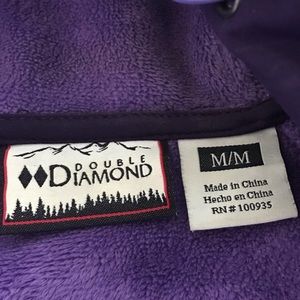 DOUBLE
DIAMOND
M/M
Made in China
Hecho en China
RN# 100935